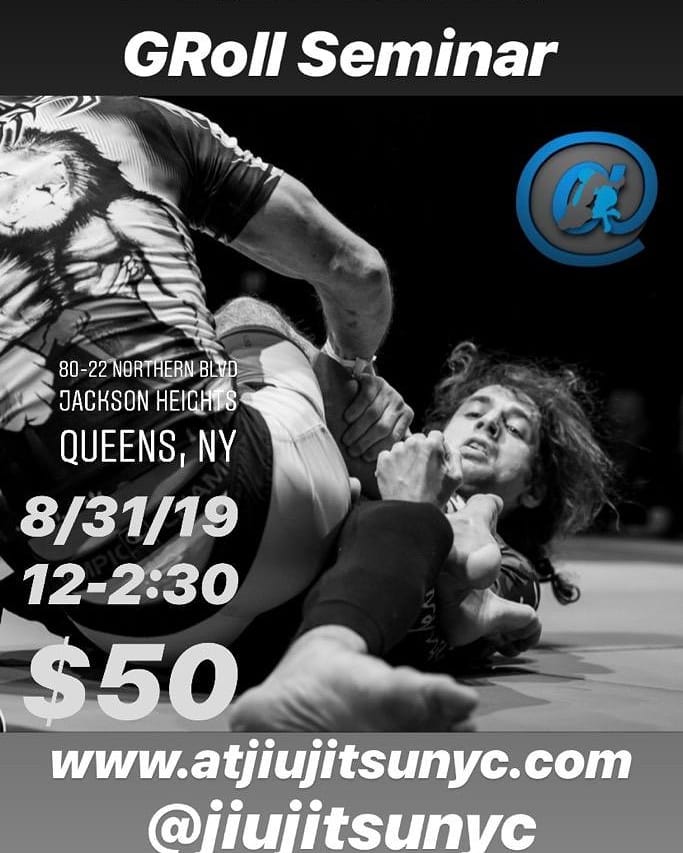 GRoll Seminar
80-22 NORTHERN BLVD
JACKSON HEIGHTS
QUEENS, NY
8/31/19
12-2:30
$50
www.atjiujitsunyc.com
@jiujitsunyc